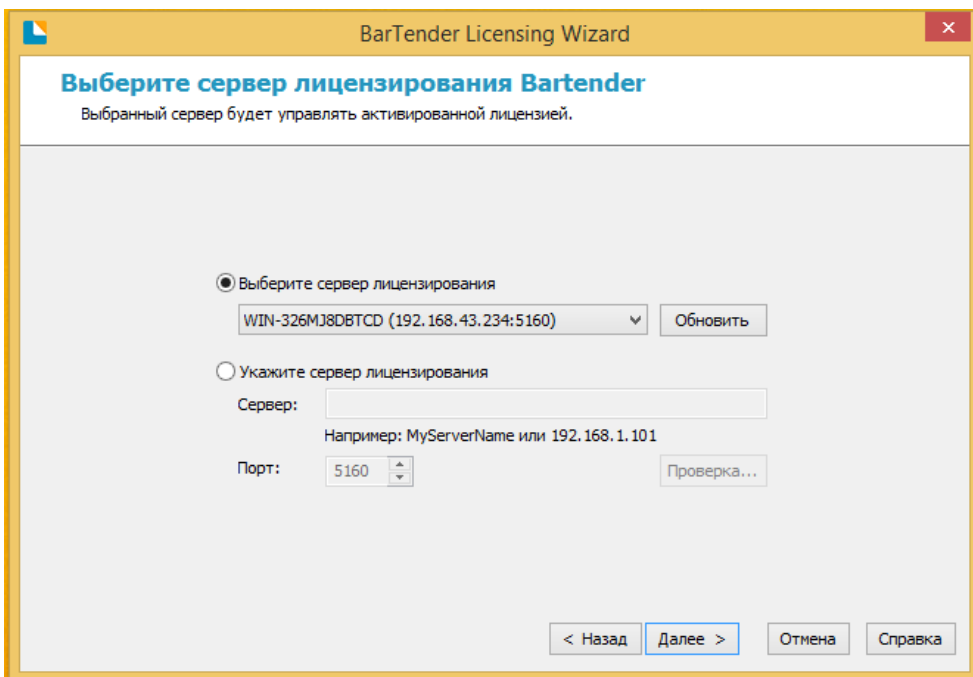 BarTender Licensing Wizard
Выберите сервер лицензирования Bartender
Выбранный сервер будет управлять активированной лицензией.
Выберите сервер лицензирования
WIN-326MJ8DBTCD (192.168.43.234:5160)
Обновить
Укажите сервер лицензирования
Сервер:
Например: MyServerName или 192.168.1.101
Порт:
5160
Проверка...
< Назад
Далее >
Отмена
Справка